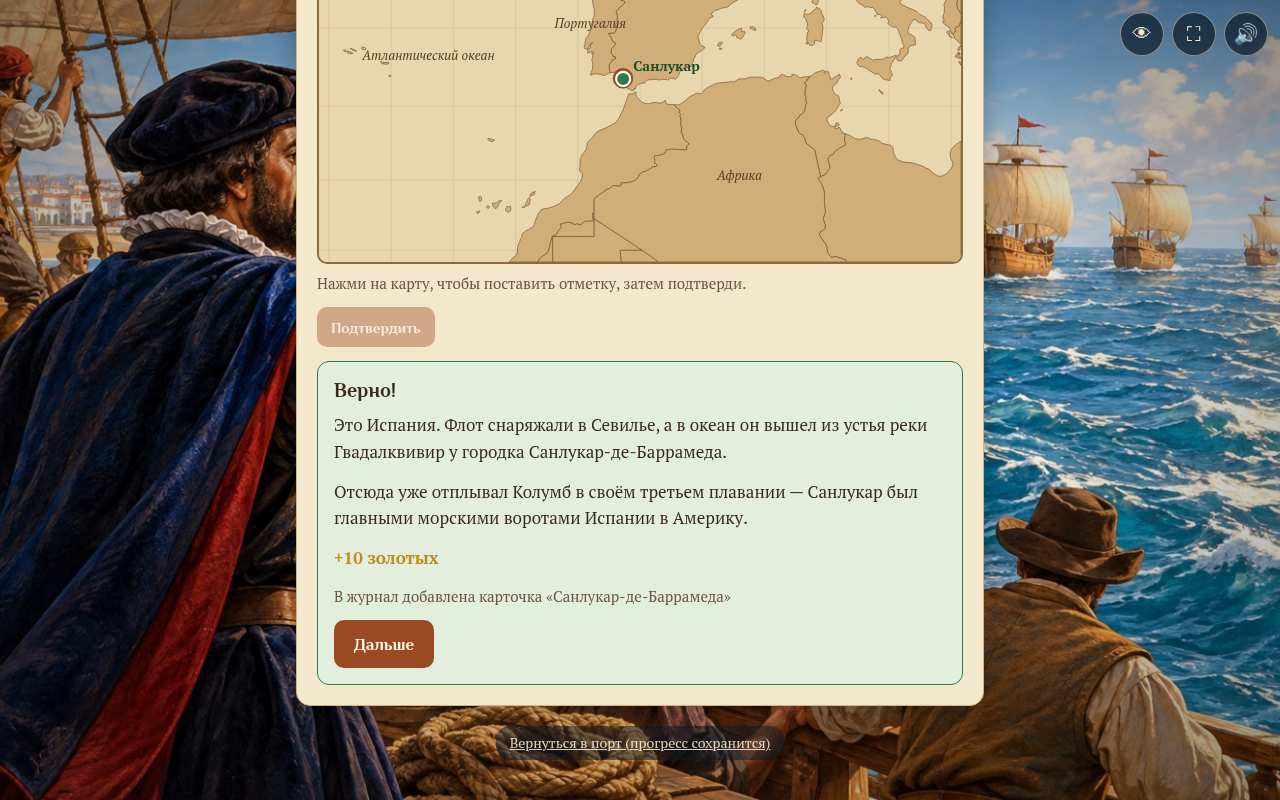 Португалия
Атлантический океан
Санлукар
Африка
Нажми на карту, чтобы поставить отметку, затем подтверди.
Подтвердить
Верно!
Это Испания. Флот снаряжали в Севилье, а в океан он вышел из устья реки
Гвадалквивир у городка Санлукар-де-Баррамеда.
Отсюда уже отплывал Колумб в своём третьем плавании — Санлукар был
главными морскими воротами Испании в Америку.
+10 золотых
В журнал добавлена карточка «Санлукар-де-Баррамеда»
Дальше
Вернуться в порт (прогресс сохранится)